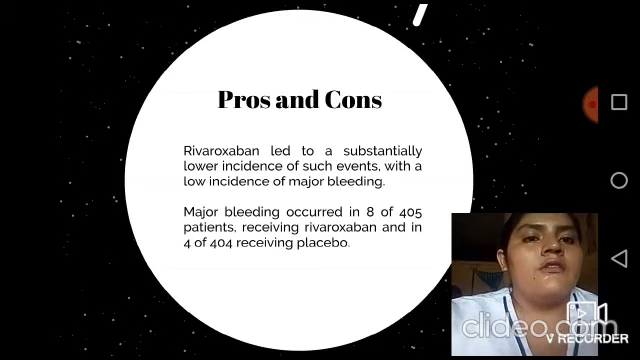 Pros and Cons
Rivaroxaban led to a substantially
lower incidence of such events, with a
low incidence of major bleeding.
Major bleeding occurred in 8 of 405
patients, receiving rivaroxaban and in
4 of 404 receiving placebo.
clideo.com
V RECORDER